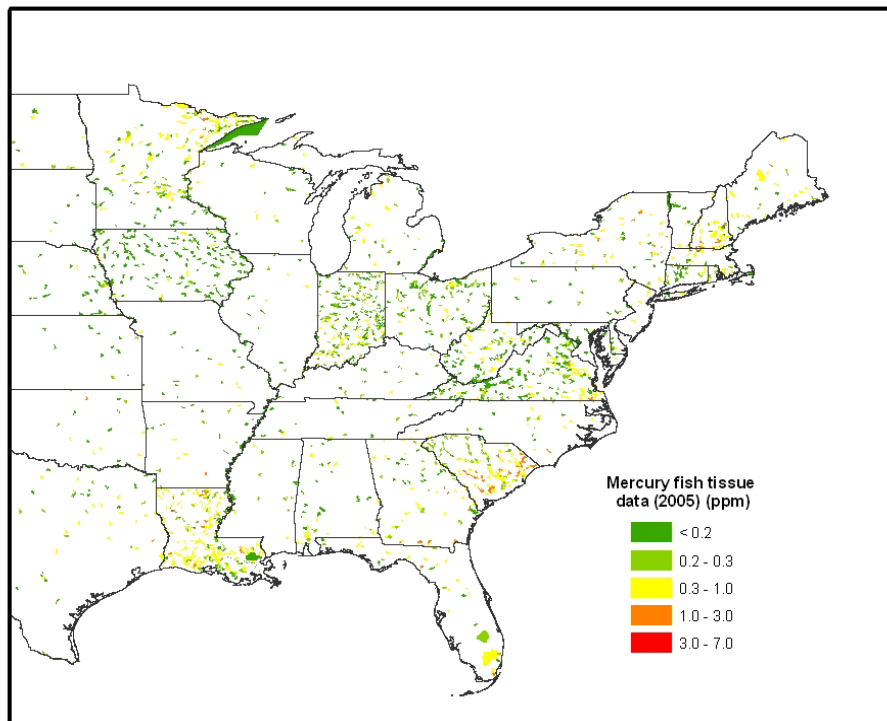 Mercury fish tissue
data (2005) (ppm)
< 0.2
0.2 - 0.3
0.3 - 1.0
1.0 - 3.0
3.0 - 7.0